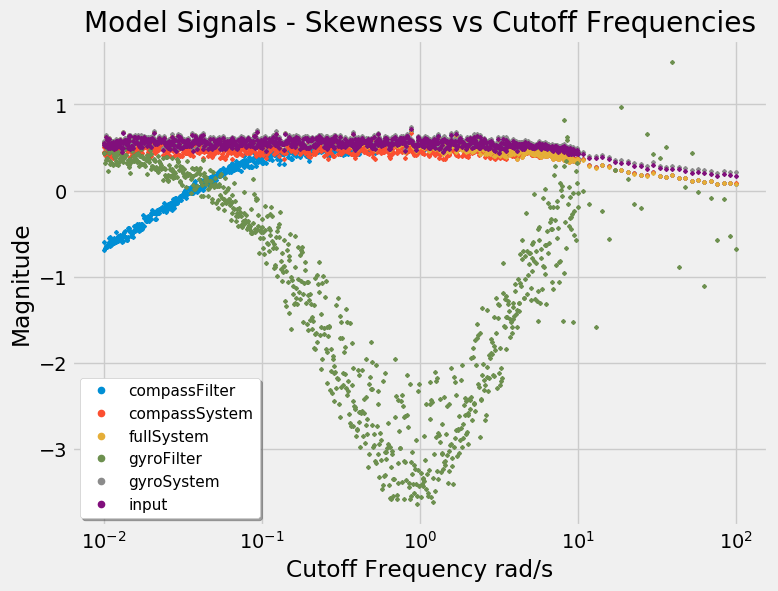 Model Signals - Skewness vs Cutoff Frequencies
Magnitude
1
0
−1
−2
−3
compassFilter
compassSystem
fullSystem
gyroFilter
gyroSystem
input
10⁻² 10⁻¹ 10⁰ 10¹ 10²
Cutoff Frequency rad/s